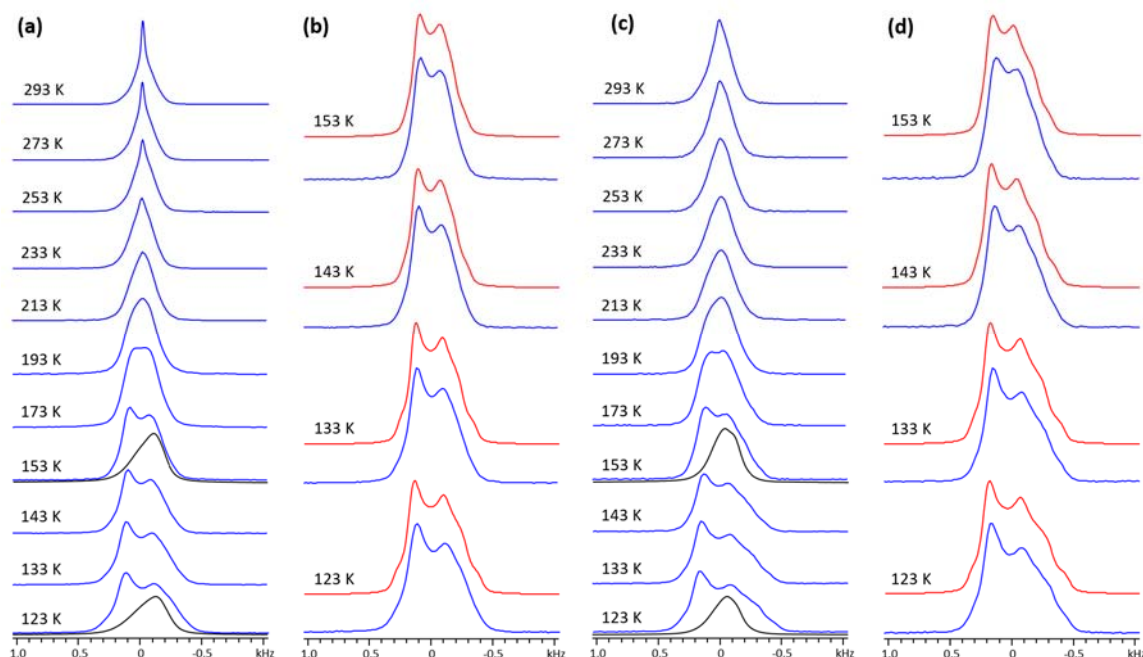 (a)
293 K
273 K
253 K
233 K
213 K
193 K
173 K
153 K
143 K
133 K
123 K
1.0 0.5 0 -0.5 kHz
(b)
153 K
143 K
133 K
123 K
1.0 0.5 0 -0.5 kHz
(c)
293 K
273 K
253 K
233 K
213 K
193 K
173 K
153 K
143 K
133 K
123 K
1.0 0.5 0 -0.5 kHz
(d)
153 K
143 K
133 K
123 K
1.0 0.5 0 -0.5 kHz